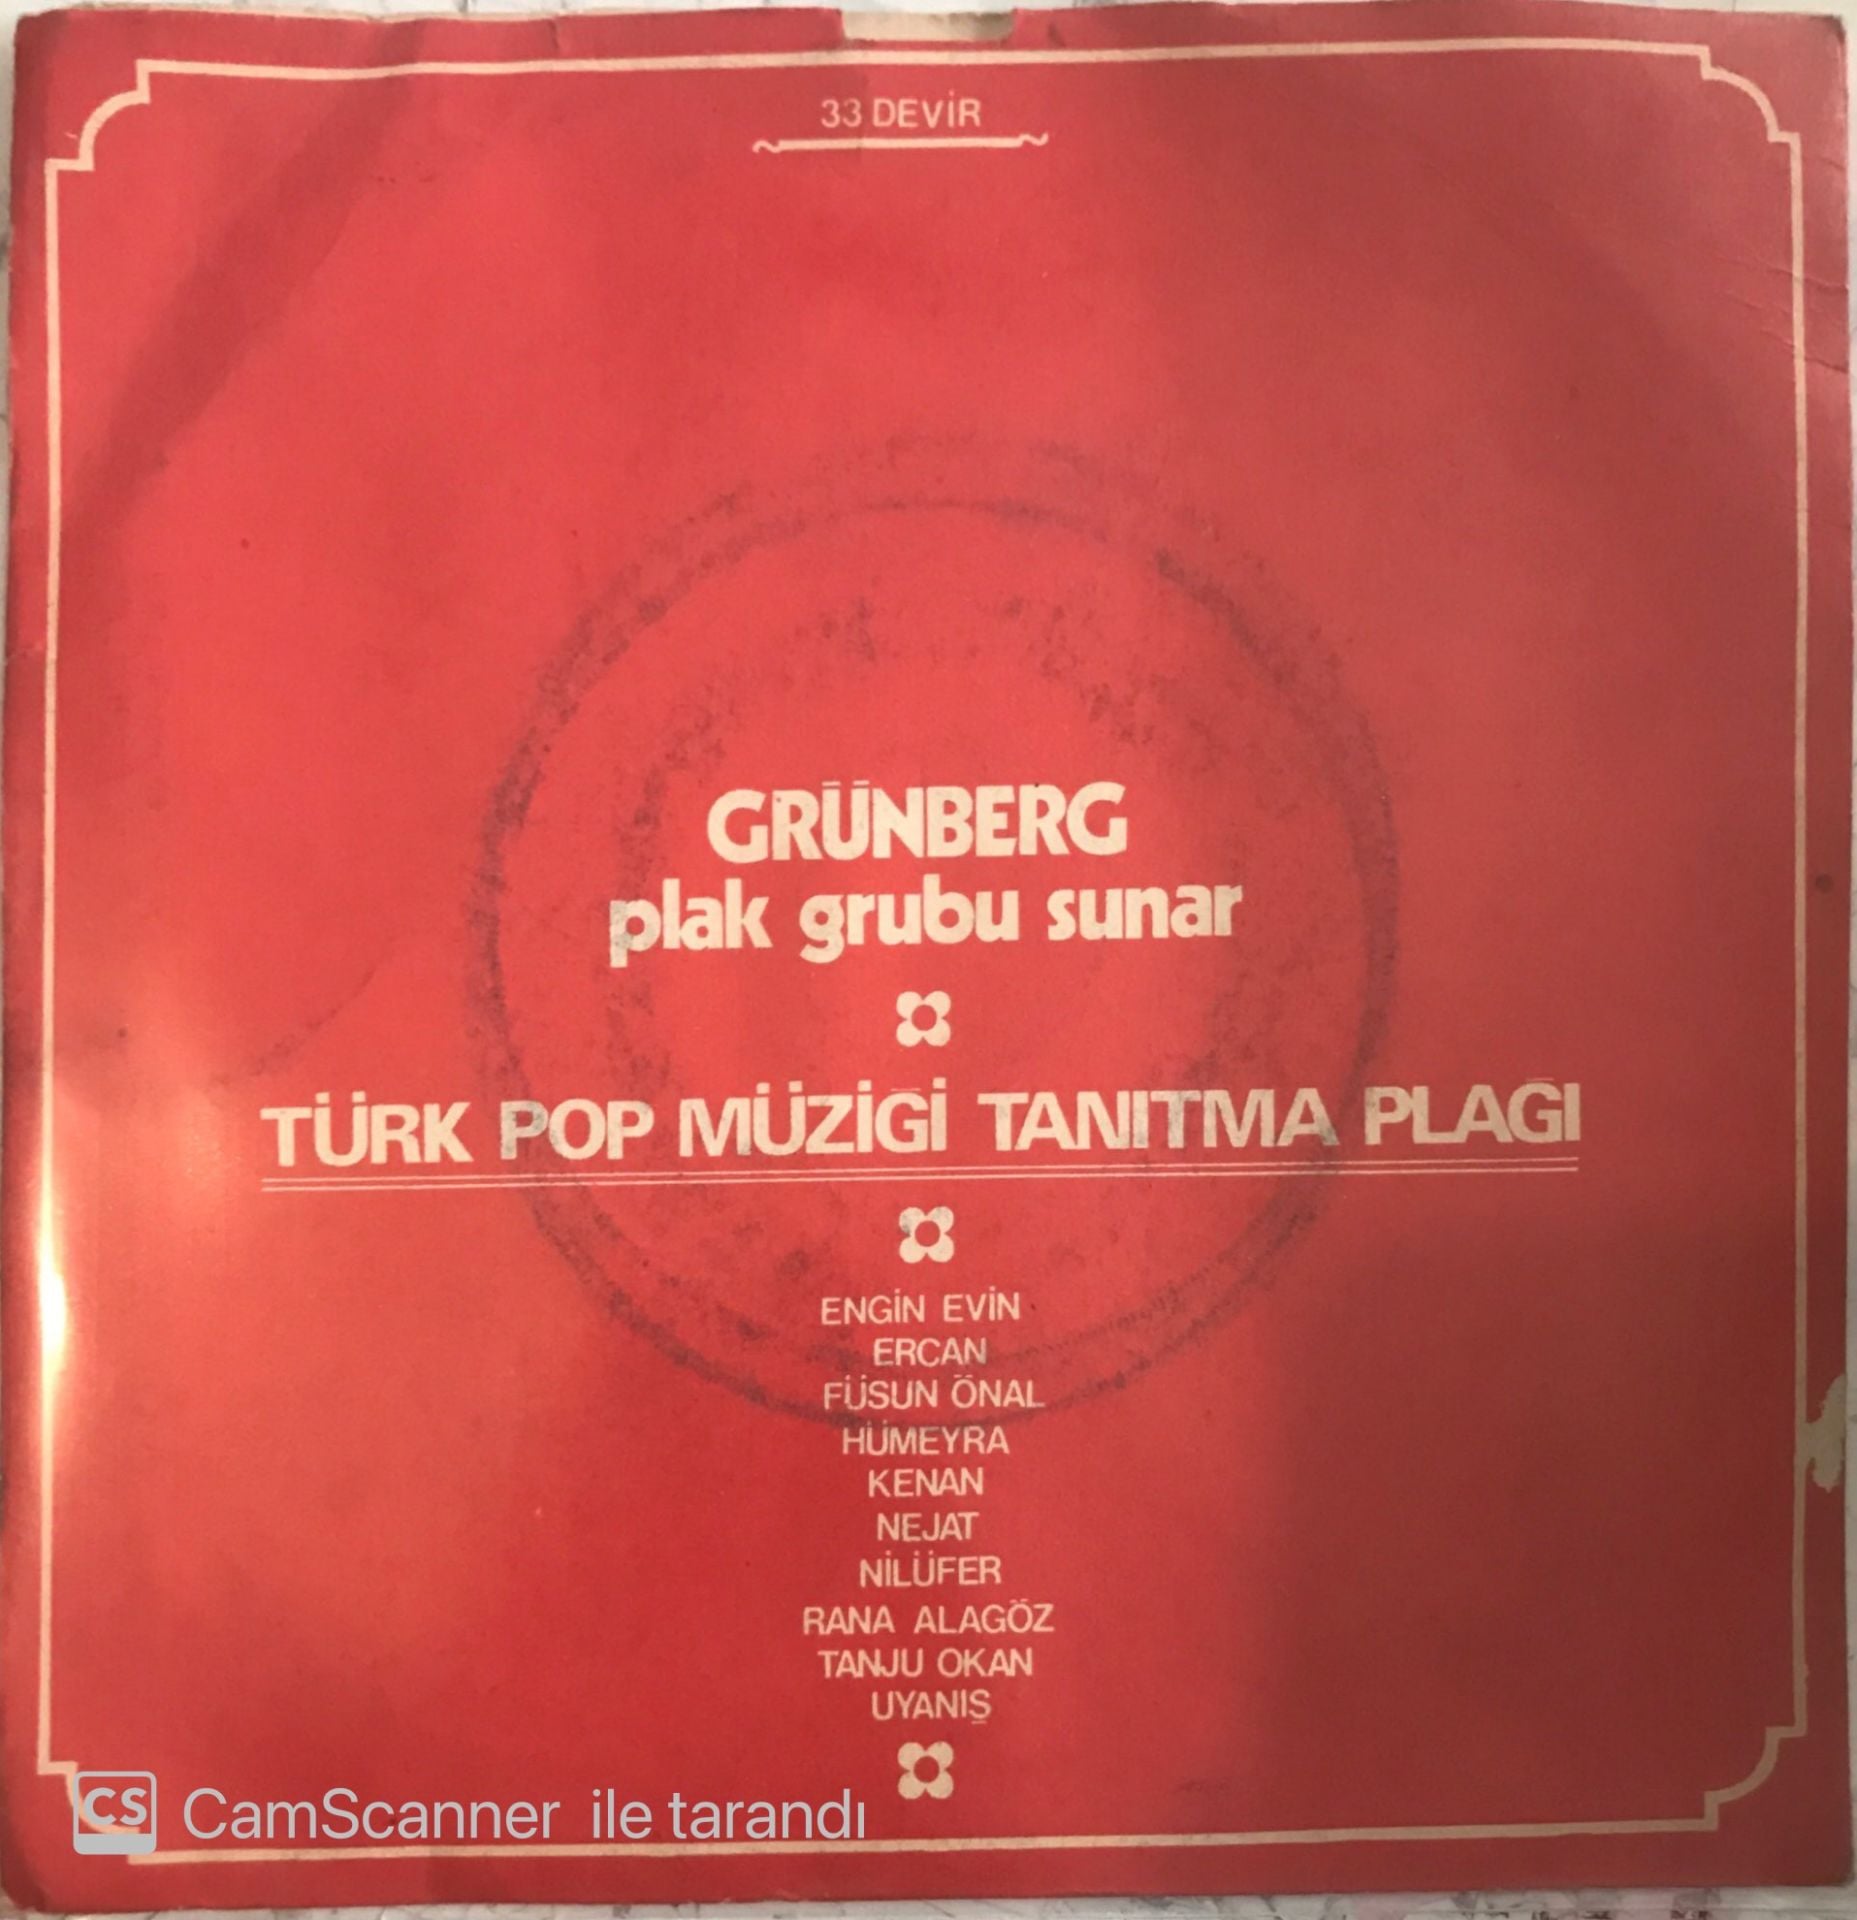 33 DEVİR
GRÜNBERG
plak grubu sunar
TÜRK POP MÜZİĞİ TANITMA PLAĞI
ENGİN EVİN
ERCAN
FÜSUN ÖNAL
HÜMEYRA
KENAN
NEJAT
NİLÜFER
RANA ALAGÖZ
TANJU OKAN
UYANIŞ
CS CamScanner ile tarandı